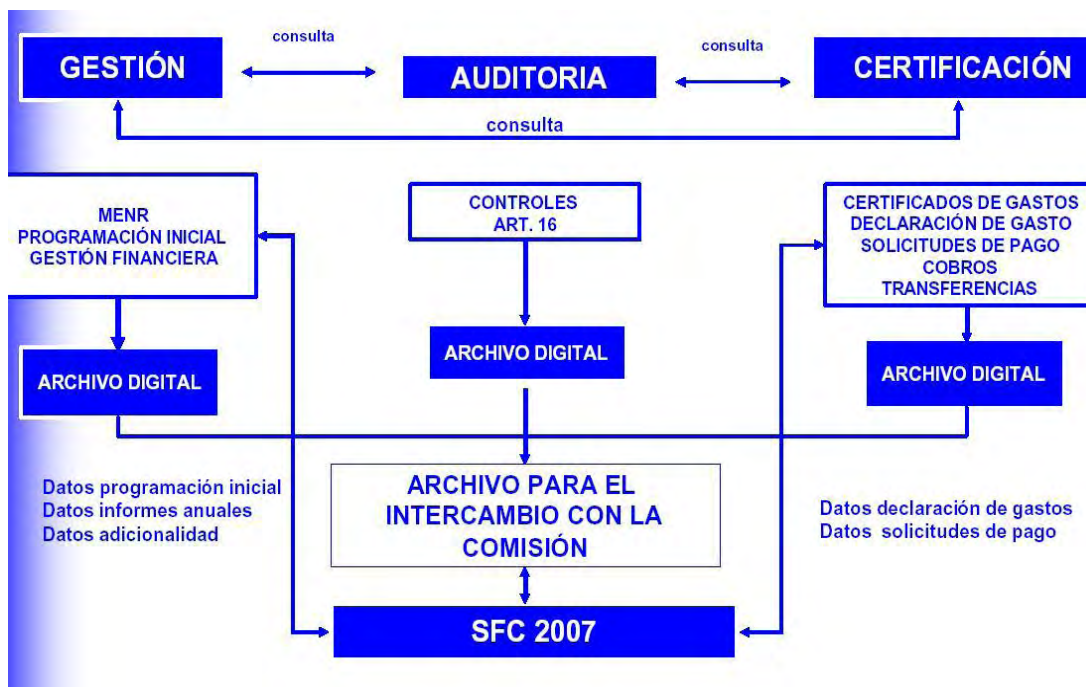 consulta
consulta
GESTIÓN
AUDITORIA
CERTIFICACIÓN
consulta
MENR
PROGRAMACIÓN INICIAL
GESTIÓN FINANCIERA
CONTROLES
ART. 16
CERTIFICADOS DE GASTOS
DECLARACIÓN DE GASTO
SOLICITUDES DE PAGO
COBROS
TRANSFERENCIAS
ARCHIVO DIGITAL
ARCHIVO DIGITAL
ARCHIVO DIGITAL
Datos programación inicial
Datos informes anuales
Datos adicionalidad
ARCHIVO PARA EL
INTERCAMBIO CON LA
COMISIÓN
Datos declaración de gastos
Datos solicitudes de pago
SFC 2007